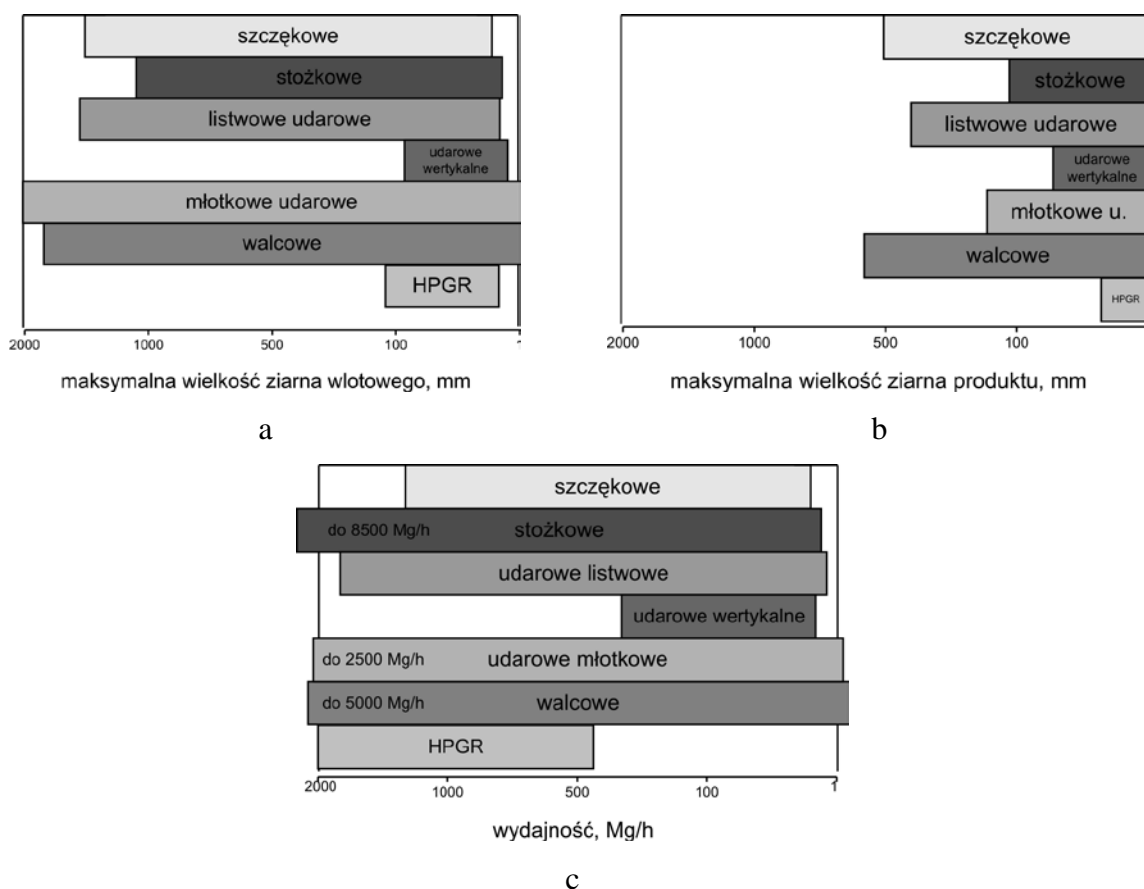 szczękowe
stożkowe
listwowe udarowe
udarowe
wertykalne
młotkowe udarowe
walcowe
HPGR
2000 1000 500 100 1
maksymalna wielkość ziarna wlotowego, mm
a
szczękowe
stożkowe
listwowe udarowe
udarowe
wertykalne
młotkowe u.
walcowe
HPGR
2000 1000 500 100
maksymalna wielkość ziarna produktu, mm
b
szczękowe
do 8500 Mg/h stożkowe
udarowe listwowe
udarowe wertykalne
do 2500 Mg/h udarowe młotkowe
do 5000 Mg/h walcowe
HPGR
2000 1000 500 100 1
wydajność, Mg/h
c